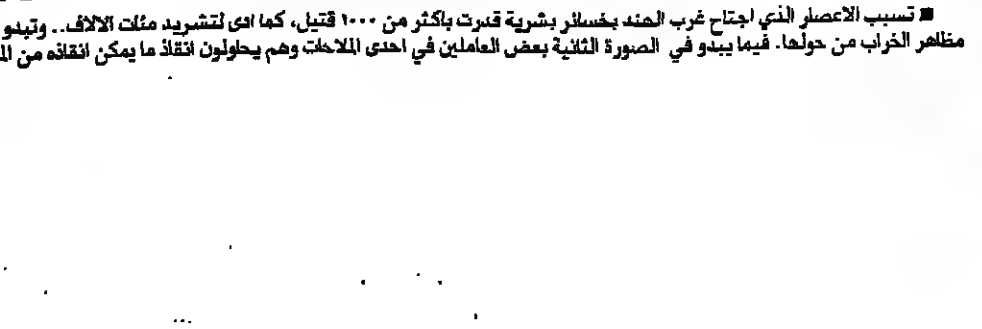 ■ تسبب الاعصار الذي اجتاح غرب الهند بخسائر بشرية قدرت باكثر من ١٠٠٠ قتيل، كما ادى لتشريد مئات الالاف.. وتبدو
مظاهر الخراب من حولها. فيما يبدو في الصورة الثانية بعض العاملين في احدى الملاحات وهم يحاولون انقاذ ما يمكن انقاذه من